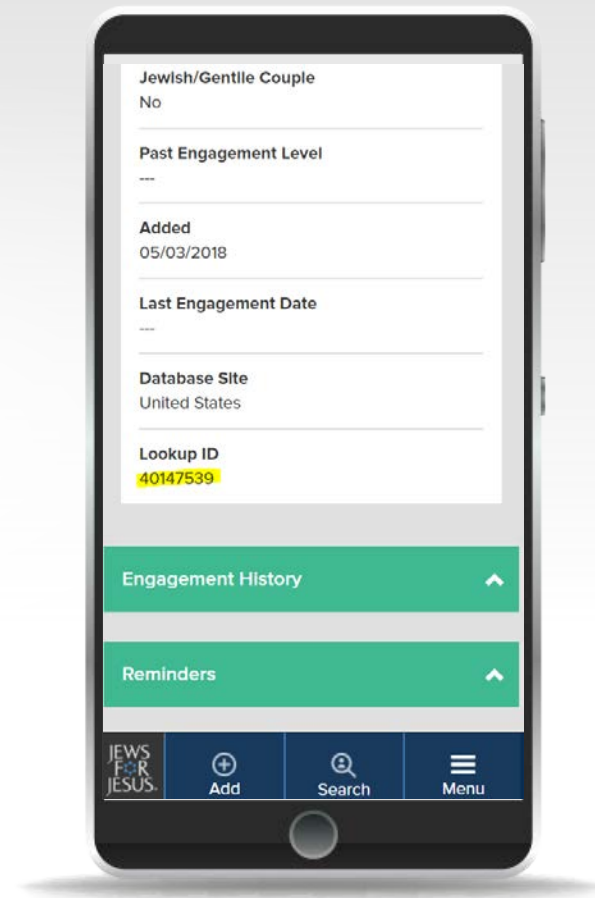 Jewish/Gentile Couple
No
Past Engagement Level
---
Added
05/03/2018
Last Engagement Date
---
Database Site
United States
Lookup ID
40147539
Engagement History
Reminders
JEWS
FOR
JESUS.
Add
Search
Menu